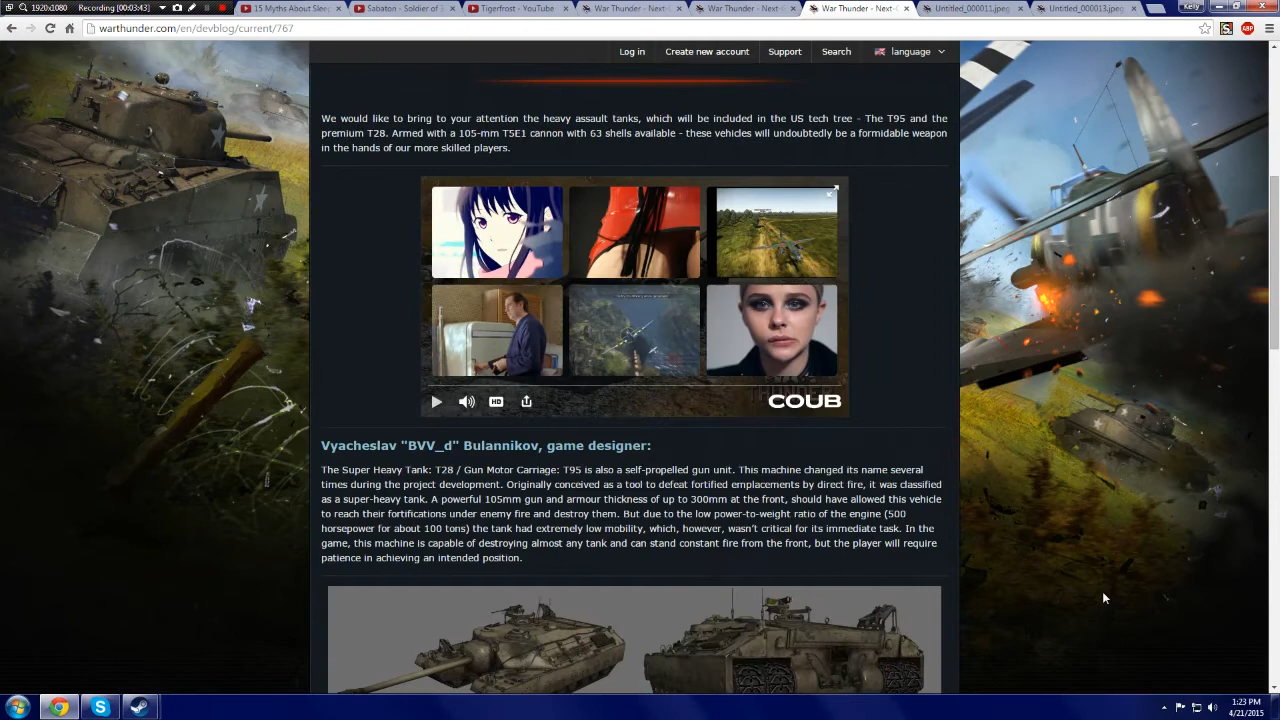 1920x1080 Recording [00:03:43]
15 Myths About Slee
Sabaton - Soldier of 3
Tigerfrost - YouTube
War Thunder - Next-G
War Thunder - Next-G
War Thunder - Next-G
Untitled_000011.jpeg
Untitled_000013.jpeg
Kelly
warthunder.com/en/devblog/current/767
ABP
Log in Create new account Support Search language
We would like to bring to your attention the heavy assault tanks, which will be included in the US tech tree - The T95 and the
premium T28. Armed with a 105-mm T5E1 cannon with 63 shells available - these vehicles will undoubtedly be a formidable weapon
in the hands of our more skilled players.
HD
COUB
Vyacheslav "BVV_d" Bulannikov, game designer:
The Super Heavy Tank: T28 / Gun Motor Carriage: T95 is also a self-propelled gun unit. This machine changed its name several
times during the project development. Originally conceived as a tool to defeat fortified emplacements by direct fire, it was classified
as a super-heavy tank. A powerful 105mm gun and armour thickness of up to 300mm at the front, should have allowed this vehicle
to reach their fortifications under enemy fire and destroy them. But due to the low power-to-weight ratio of the engine (500
horsepower for about 100 tons) the tank had extremely low mobility, which, however, wasn't critical for its immediate task. In the
game, this machine is capable of destroying almost any tank and can stand constant fire from the front, but the player will require
patience in achieving an intended position.
1:23 PM
4/21/2015